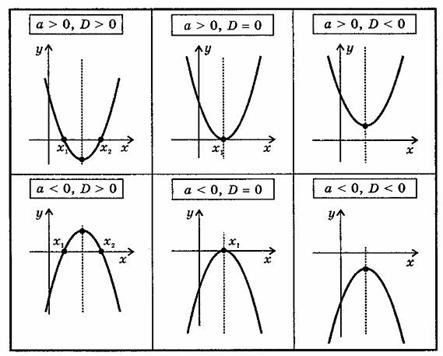 a > 0, D > 0
y
x₁ x₂ x
a > 0, D = 0
y
x₁ x
a > 0, D < 0
y
x
a < 0, D > 0
y
x₁ x₂
x
a < 0, D = 0
y
x₁
x
a < 0, D < 0
y
x